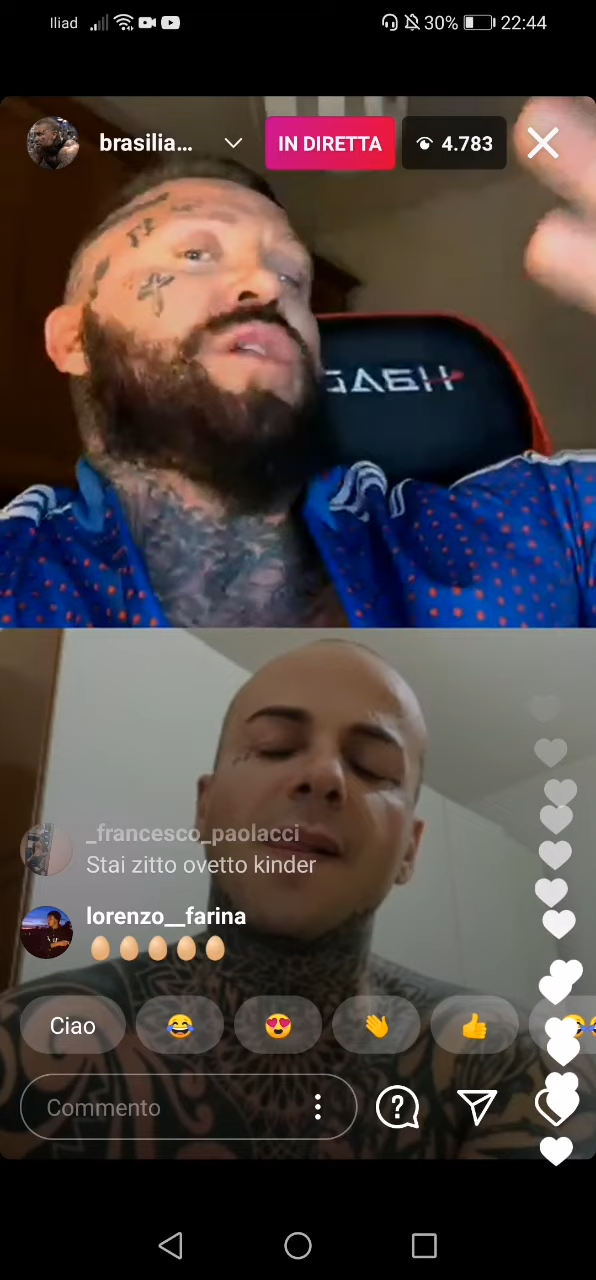 Iliad 30% 22:44
brasilia... IN DIRETTA 4.783
_francesco_paolacci
Stai zitto ovetto kinder
lorenzo__farina
🥚🥚🥚🥚🥚
Ciao 😂 😍 👋 👍 😂
Commento